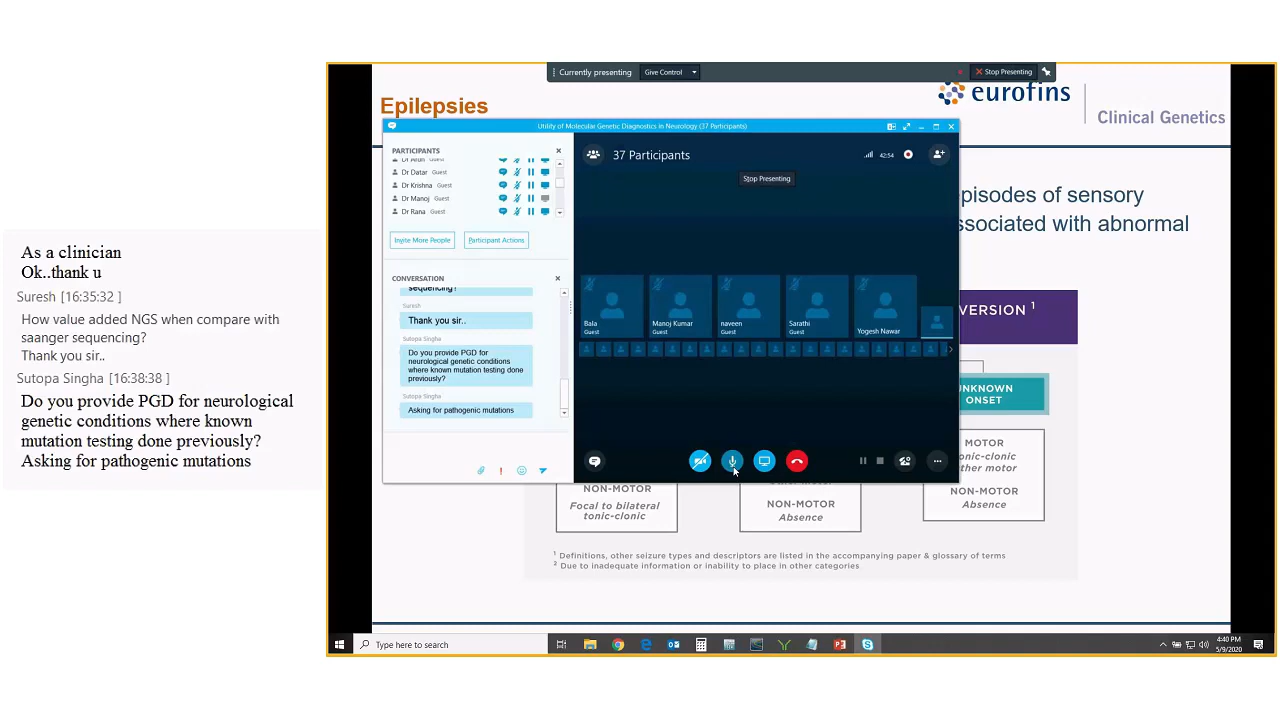 As a clinician
Ok..thank u
Suresh [16:35:32 ]
How value added NGS when compare with
saanger sequencing?
Thank you sir..
Sutopa Singha [16:38:38 ]
Do you provide PGD for neurological
genetic conditions where known
mutation testing done previously?
Asking for pathogenic mutations
Currently presenting
Give Control
Stop Presenting
Epilepsies
eurofins
Clinical Genetics
Utility of Molecular Genetic Diagnostics in Neurology (37 Participants)
PARTICIPANTS
Dr Datar Guest
Dr Krishna Guest
Dr Manoj Guest
Dr Rana Guest
Invite More People
Participant Actions
CONVERSATION
sequencing?
Suresh
Thank you sir..
Sutopa Singha
Do you provide PGD for
neurological genetic conditions
where known mutation testing done
previously?
Sutopa Singha
Asking for pathogenic mutations
37 Participants
42:54
Stop Presenting
Bala
Guest
Manoj Kumar
Guest
naveen
Guest
Sarathi
Guest
Yogesh Nawar
Guest
pisodes of sensory
ssociated with abnormal
VERSION 1
UNKNOWN
ONSET
MOTOR
onic-clonic
ther motor
NON-MOTOR
Absence
NON-MOTOR
Focal to bilateral
tonic-clonic
NON-MOTOR
Absence
1 Definitions, other seizure types and descriptors are listed in the accompanying paper & glossary of terms
2 Due to inadequate information or inability to place in other categories
Type here to search
4:40 PM
5/9/2020